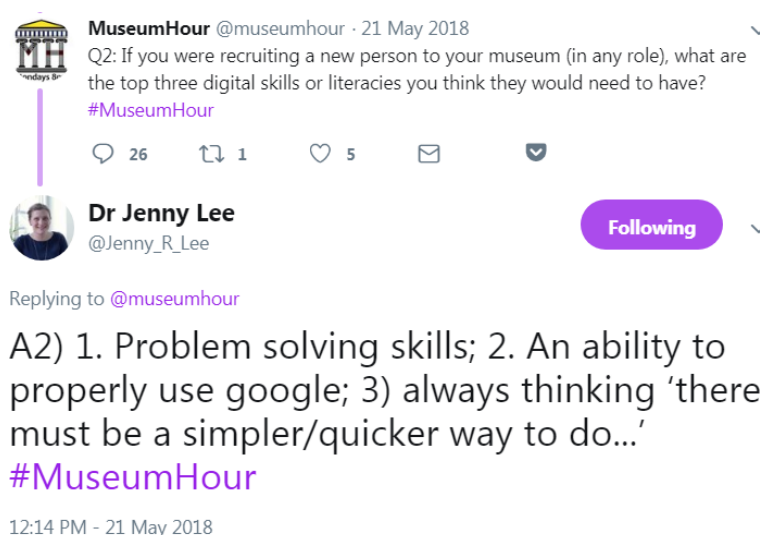 MuseumHour @museumhour · 21 May 2018
Q2: If you were recruiting a new person to your museum (in any role), what are
the top three digital skills or literacies you think they would need to have?
#MuseumHour
26 1 5
MH
ondays 8
Dr Jenny Lee
@Jenny_R_Lee
Following
Replying to @museumhour
A2) 1. Problem solving skills; 2. An ability to
properly use google; 3) always thinking ‘there
must be a simpler/quicker way to do...’
#MuseumHour
12:14 PM - 21 May 2018